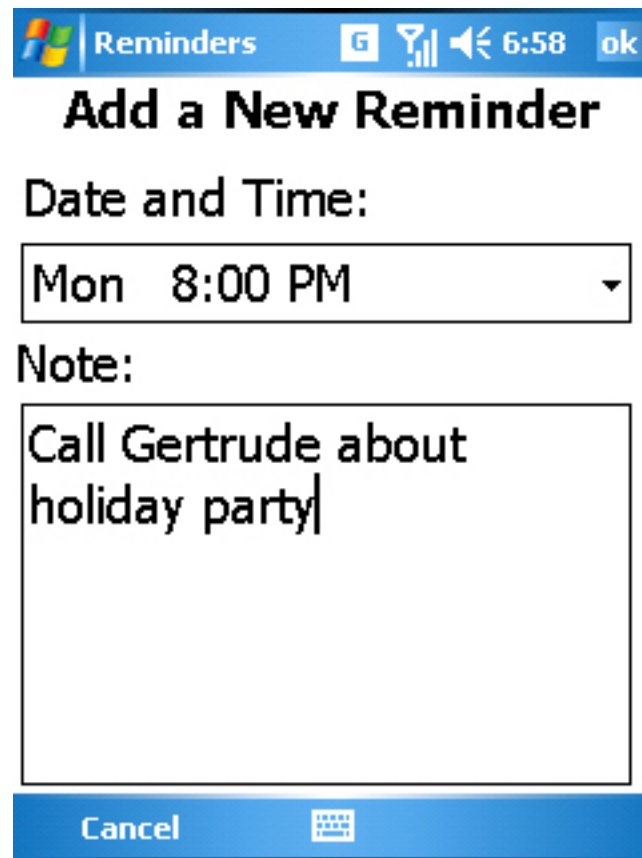 Reminders G 6:58 ok
Add a New Reminder
Date and Time:
Mon 8:00 PM
Note:
Call Gertrude about
holiday party
Cancel